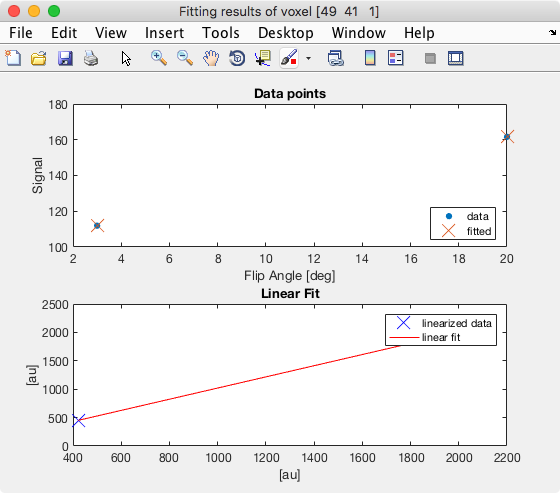 Fitting results of voxel [49 41 1]
File Edit View Insert Tools Desktop Window Help
Data points
180
160
140
120
100
Signal
2 4 6 8 10 12 14 16 18 20
Flip Angle [deg]
data
fitted
Linear Fit
2500
2000
1500
1000
500
0
[au]
400 600 800 1000 1200 1400 1600 1800 2000 2200
[au]
linearized data
linear fit